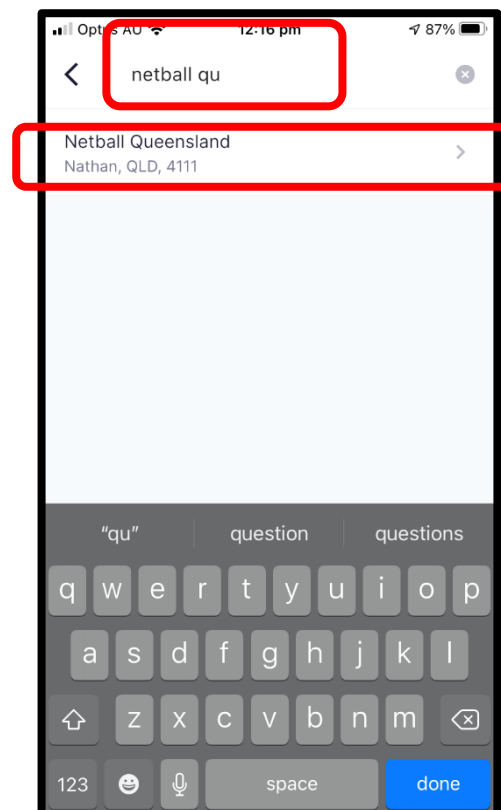 Optus AU 12:16 pm 87%
netball qu
Netball Queensland
Nathan, QLD, 4111
"qu" question questions
q w e r t y u i o p
a s d f g h j k l
z x c v b n m
123 space done